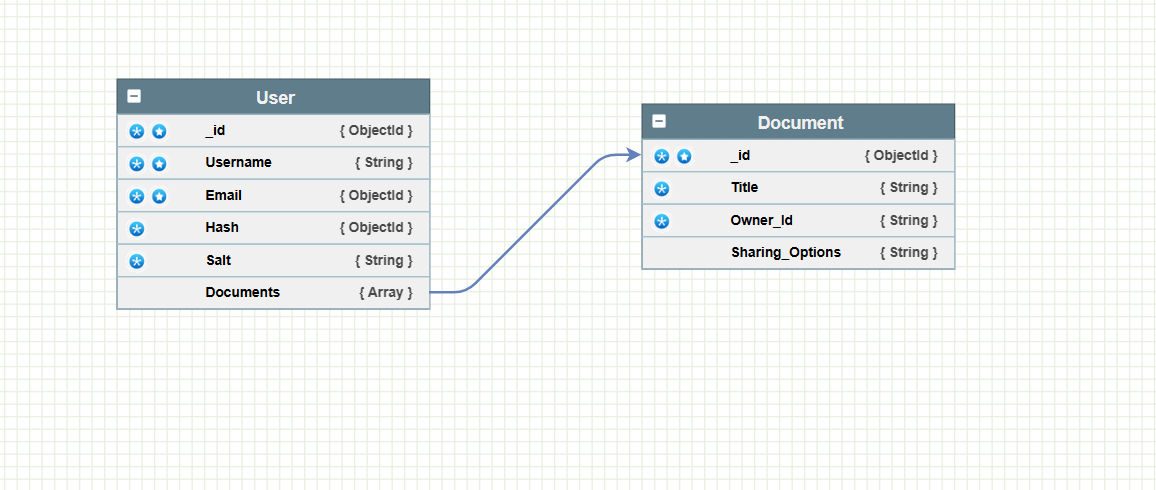 User
_id { ObjectId }
Username { String }
Email { ObjectId }
Hash { ObjectId }
Salt { String }
Documents { Array }
Document
_id { ObjectId }
Title { String }
Owner_Id { String }
Sharing_Options { String }